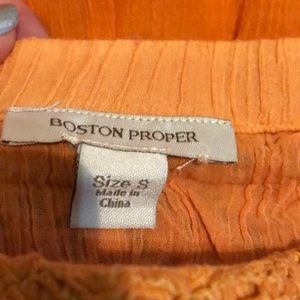 BOSTON PROPER
Size S
Made in
China